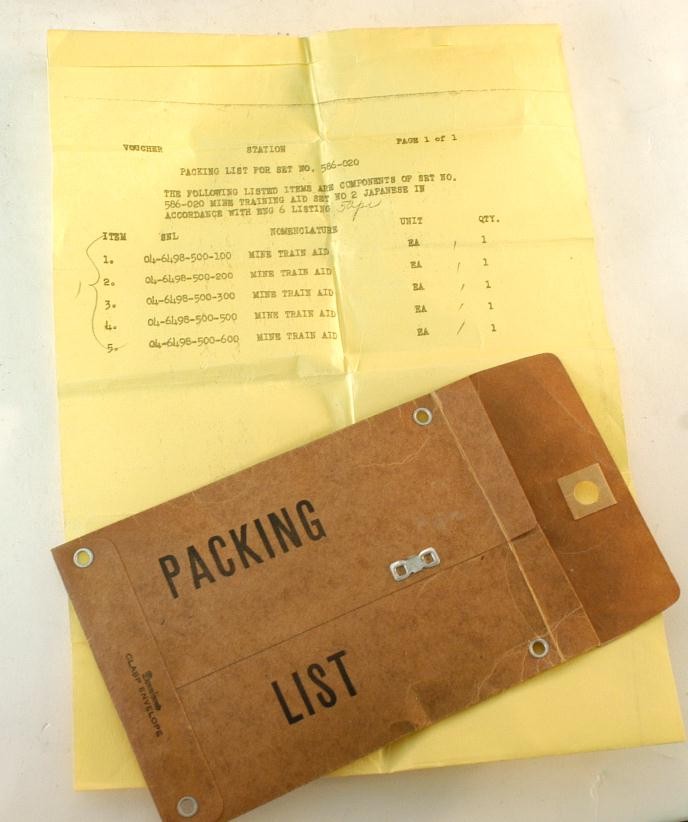 VOUCHER STATION PAGE 1 of 1
PACKING LIST FOR SET NO. 586-020
THE FOLLOWING LISTED ITEMS ARE COMPONENTS OF SET NO.
586-020 MINE TRAINING AID SET NO 2 JAPANESE IN
ACCORDANCE WITH ENG 6 LISTING
ITEM SNL NOMENCLATURE UNIT QTY.
1. 04-6498-500-100 MINE TRAIN AID EA / 1
2. 04-6498-500-200 MINE TRAIN AID EA / 1
3. 04-6498-500-300 MINE TRAIN AID EA / 1
4. 04-6498-500-500 MINE TRAIN AID EA / 1
5. 04-6498-500-600 MINE TRAIN AID EA / 1
PACKING
LIST
CLASP ENVELOPE